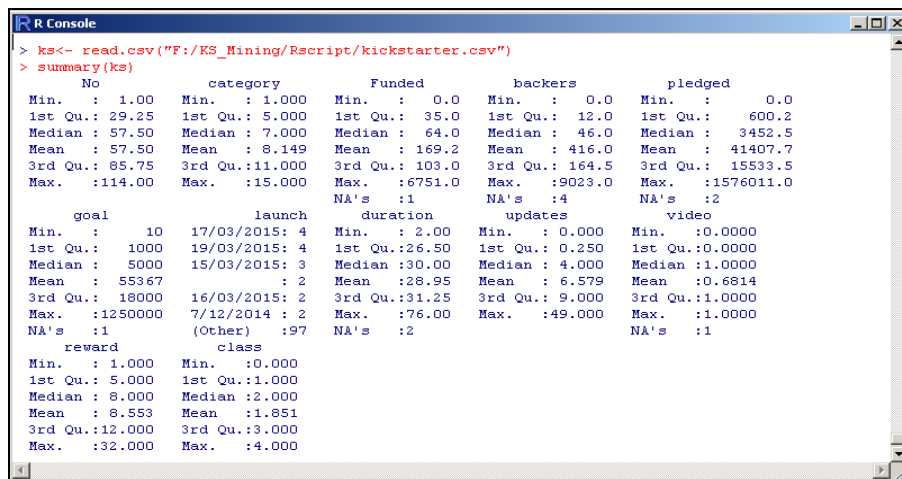 R Console
> ks<- read.csv("F:/KS_Mining/Rscript/kickstarter.csv")
> summary(ks)
       No            category          Funded          backers          pledged
 Min.   :  1.00   Min.   : 1.000   Min.   :   0.0   Min.   :   0.0   Min.   :      0.0
 1st Qu.: 29.25   1st Qu.: 5.000   1st Qu.:  35.0   1st Qu.:  12.0   1st Qu.:    600.2
 Median : 57.50   Median : 7.000   Median :  64.0   Median :  46.0   Median :   3452.5
 Mean   : 57.50   Mean   : 8.149   Mean   : 169.2   Mean   : 416.0   Mean   :  41407.7
 3rd Qu.: 85.75   3rd Qu.:11.000   3rd Qu.: 103.0   3rd Qu.: 164.5   3rd Qu.:  15533.5
 Max.   :114.00   Max.   :15.000   Max.   :6751.0   Max.   :9023.0   Max.   :1576011.0
                                   NA's   :1        NA's   :4        NA's   :2
      goal               launch      duration        updates           video
 Min.   :     10   17/03/2015: 4   Min.   : 2.00   Min.   : 0.000   Min.   :0.0000
 1st Qu.:   1000   19/03/2015: 4   1st Qu.:26.50   1st Qu.: 0.250   1st Qu.:0.0000
 Median :   5000   15/03/2015: 3   Median :30.00   Median : 4.000   Median :1.0000
 Mean   :  55367             : 2   Mean   :28.95   Mean   : 6.579   Mean   :0.6814
 3rd Qu.:  18000   16/03/2015: 2   3rd Qu.:31.25   3rd Qu.: 9.000   3rd Qu.:1.0000
 Max.   :1250000   7/12/2014 : 2   Max.   :76.00   Max.   :49.000   Max.   :1.0000
 NA's   :1         (Other)   :97   NA's   :2                        NA's   :1
     reward           class
 Min.   : 1.000   Min.   :0.000
 1st Qu.: 5.000   1st Qu.:1.000
 Median : 8.000   Median :2.000
 Mean   : 8.553   Mean   :1.851
 3rd Qu.:12.000   3rd Qu.:3.000
 Max.   :32.000   Max.   :4.000